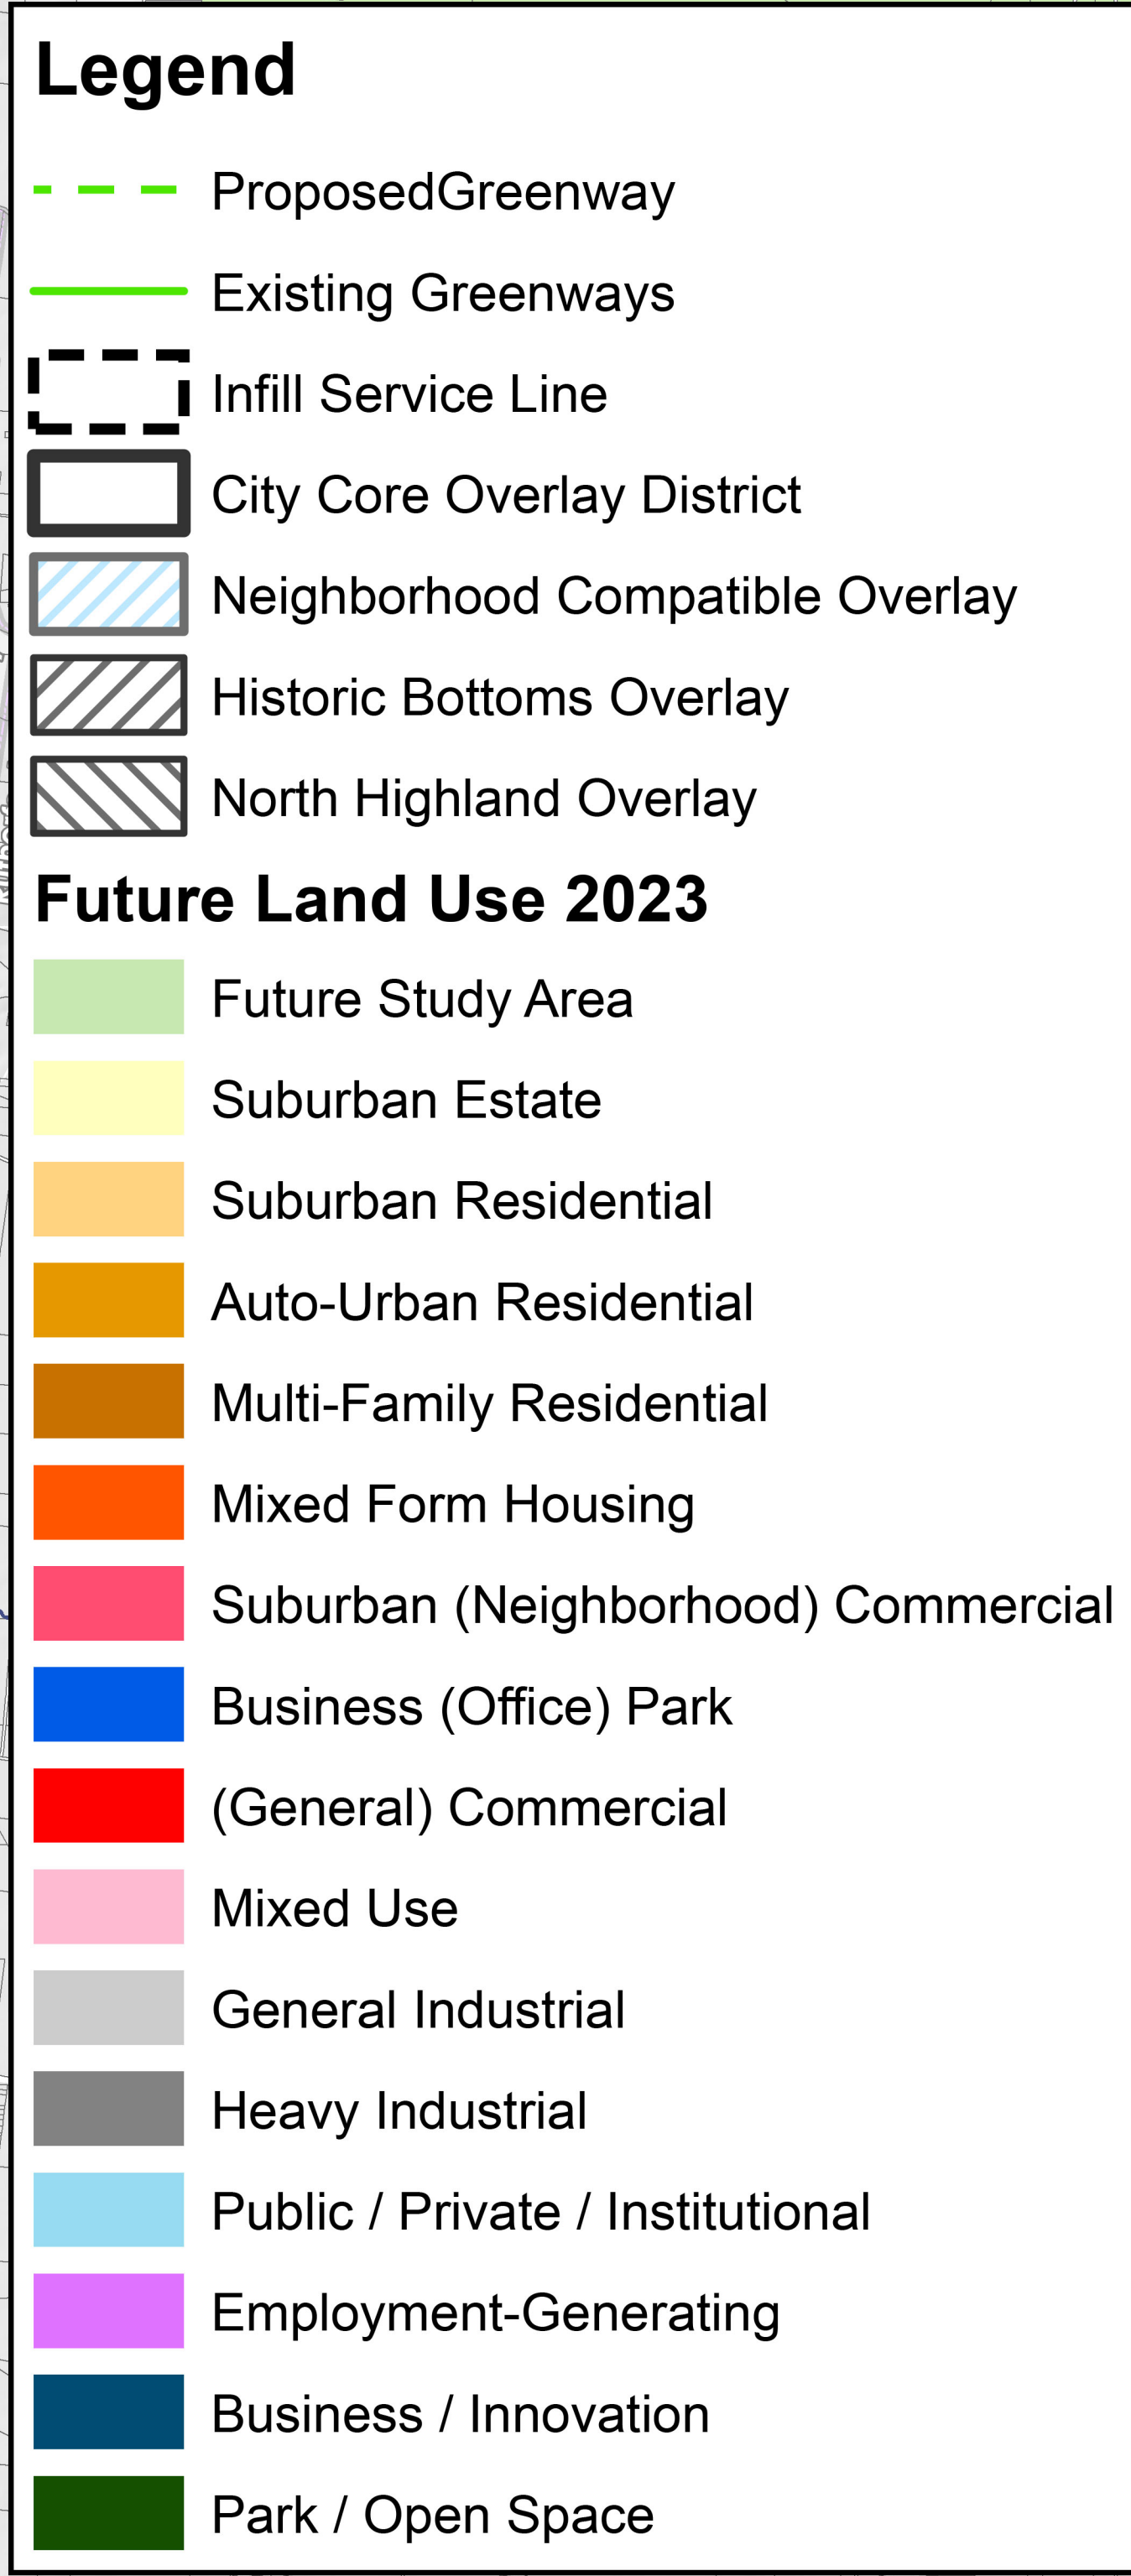 Legend
ProposedGreenway
Existing Greenways
Infill Service Line
City Core Overlay District
Neighborhood Compatible Overlay
Historic Bottoms Overlay
North Highland Overlay
Future Land Use 2023
Future Study Area
Suburban Estate
Suburban Residential
Auto-Urban Residential
Multi-Family Residential
Mixed Form Housing
Suburban (Neighborhood) Commercial
Business (Office) Park
(General) Commercial
Mixed Use
General Industrial
Heavy Industrial
Public / Private / Institutional
Employment-Generating
Business / Innovation
Park / Open Space